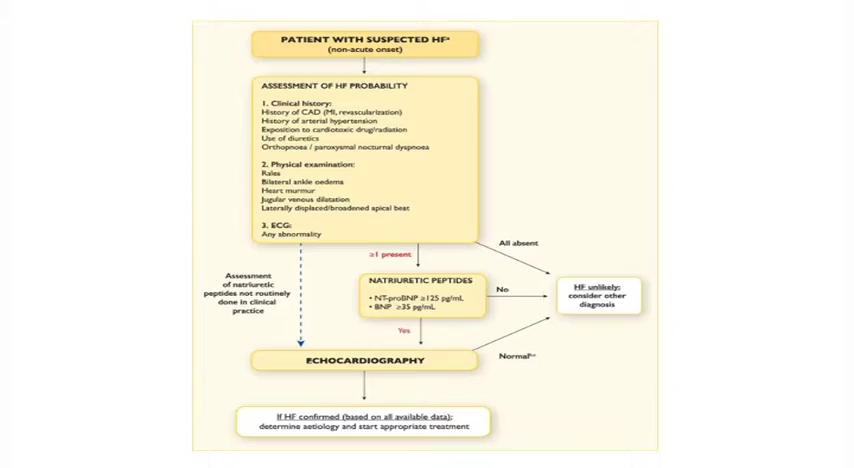 PATIENT WITH SUSPECTED HFa
(non-acute onset)
ASSESSMENT OF HF PROBABILITY
1. Clinical history:
History of CAD (MI, revascularization)
History of arterial hypertension
Exposition to cardiotoxic drug/radiation
Use of diuretics
Orthopnoea / paroxysmal nocturnal dyspnoea
2. Physical examination:
Rales
Bilateral ankle oedema
Heart murmur
Jugular venous dilatation
Laterally displaced/broadened apical beat
3. ECG:
Any abnormality
≥1 present
All absent
Assessment
of natriuretic
peptides not routinely
done in clinical
practice
NATRIURETIC PEPTIDES
• NT-proBNP ≥125 pg/mL
• BNP ≥35 pg/mL
No
HF unlikely:
consider other
diagnosis
Yes
ECHOCARDIOGRAPHY
Normal
If HF confirmed (based on all available data):
determine aetiology and start appropriate treatment